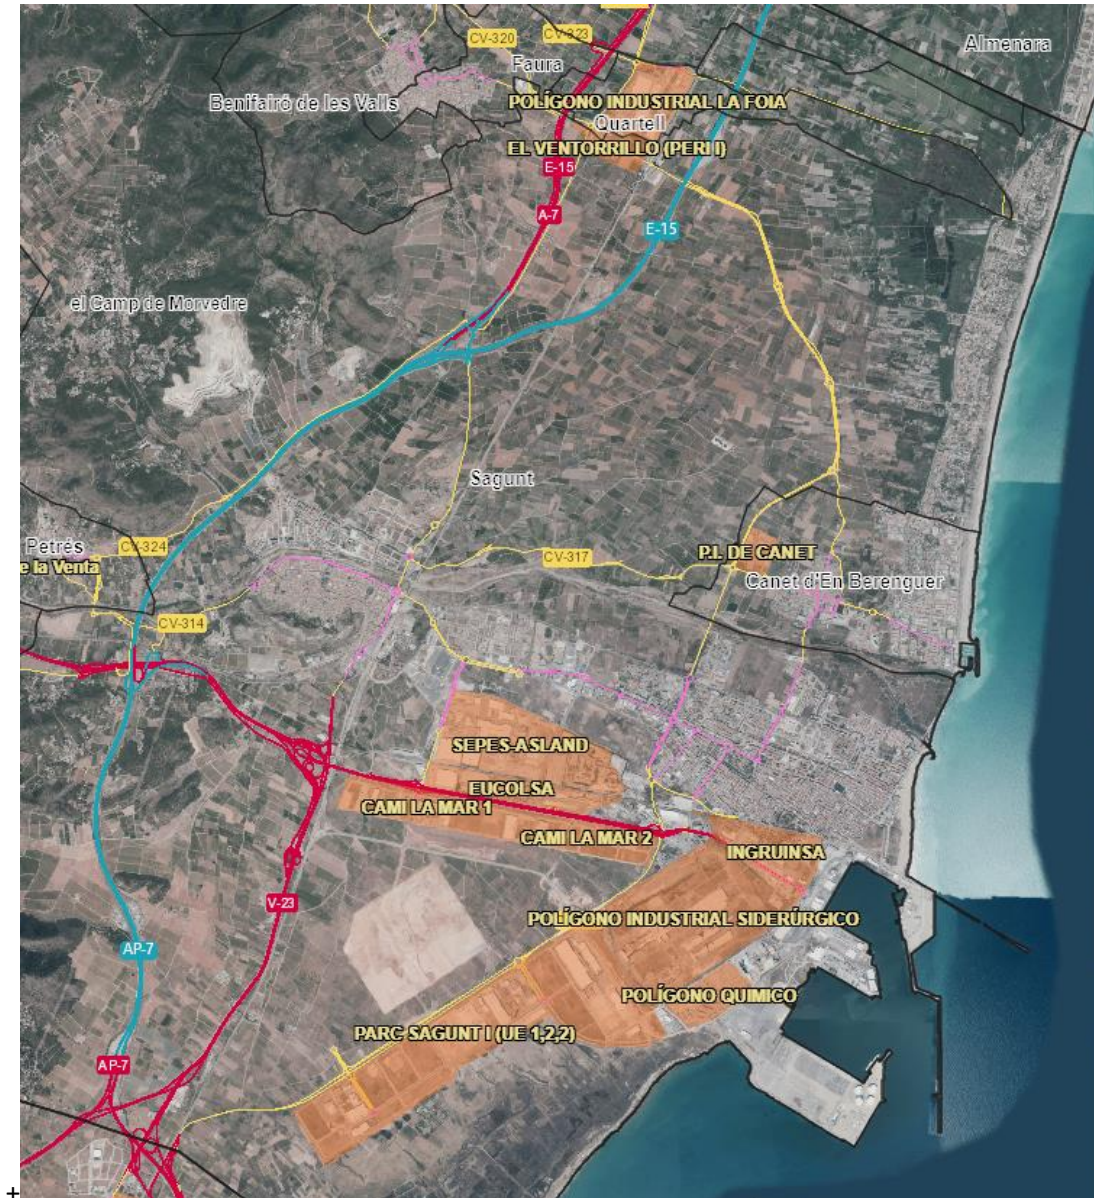 CV-320
CV-323
Almenara
Faura
Benifairó de les Valls
POLÍGONO INDUSTRIAL LA FOIA
Quartell
EL VENTORRILLO (PERI I)
E-15
A-7
E-15
el Camp de Morvedre
Sagunt
Petrés
CV-324
e la Venta
CV-317
P.I. DE CANET
Canet d'En Berenguer
CV-314
SEPES-ASLAND
EUCOLSA
CAMI LA MAR 1
CAMI LA MAR 2
INGRUINSA
V-23
POLÍGONO INDUSTRIAL SIDERÚRGICO
AP-7
POLÍGONO QUIMICO
PARC SAGUNT I (UE 1,2,2)
AP-7
+